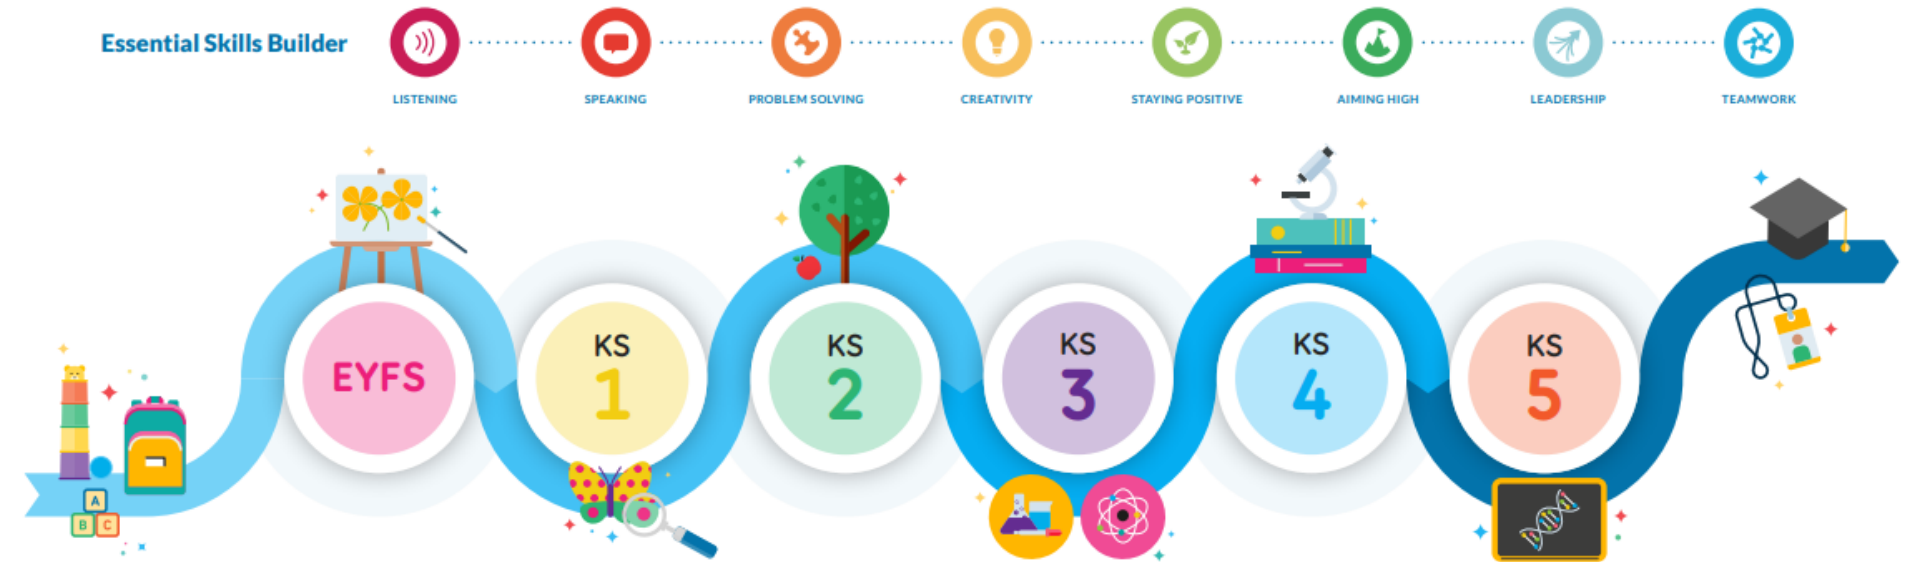 Essential Skills Builder
LISTENING
SPEAKING
PROBLEM SOLVING
CREATIVITY
STAYING POSITIVE
AIMING HIGH
LEADERSHIP
TEAMWORK
EYFS
KS
1
KS
2
KS
3
KS
4
KS
5
A
B C